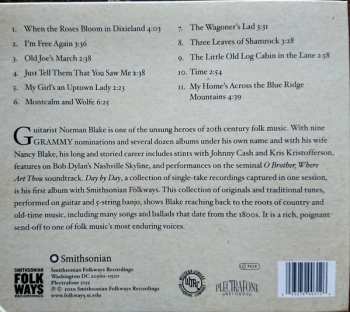 1. When the Roses Bloom in Dixieland 4:03
2. I'm Free Again 3:36
3. Old Joe's March 2:38
4. Just Tell Them That You Saw Me 2:38
5. My Girl's an Uptown Lady 2:23
6. Montcalm and Wolfe 6:25
7. The Wagoner's Lad 3:31
8. Three Leaves of Shamrock 3:28
9. The Little Old Log Cabin in the Lane 2:58
10. Time 2:54
11. My Home's Across the Blue Ridge
Mountains 4:39
Guitarist Norman Blake is one of the unsung heroes of 20th century folk music. With nine
GRAMMY nominations and several dozen albums under his own name and with his wife
Nancy Blake, his long and storied career includes stints with Johnny Cash and Kris Kristofferson,
features on Bob Dylan's Nashville Skyline, and performances on the seminal O Brother, Where
Art Thou soundtrack. Day by Day, a collection of single-take recordings captured in one session,
is his first album with Smithsonian Folkways. This collection of originals and traditional tunes,
performed on guitar and 5-string banjo, shows Blake reaching back to the roots of country and
old-time music, including many songs and ballads that date from the 1800s. It is a rich, poignant
send-off to one of folk music's most enduring voices.
SMITHSONIAN
FOLK
WAYS
Smithsonian
Smithsonian Folkways Recordings
Washington DC 20560-0520
Plectrafone
© 2020 Smithsonian Folkways Recordings
www.folkways.si.edu
PLECTRAFONE